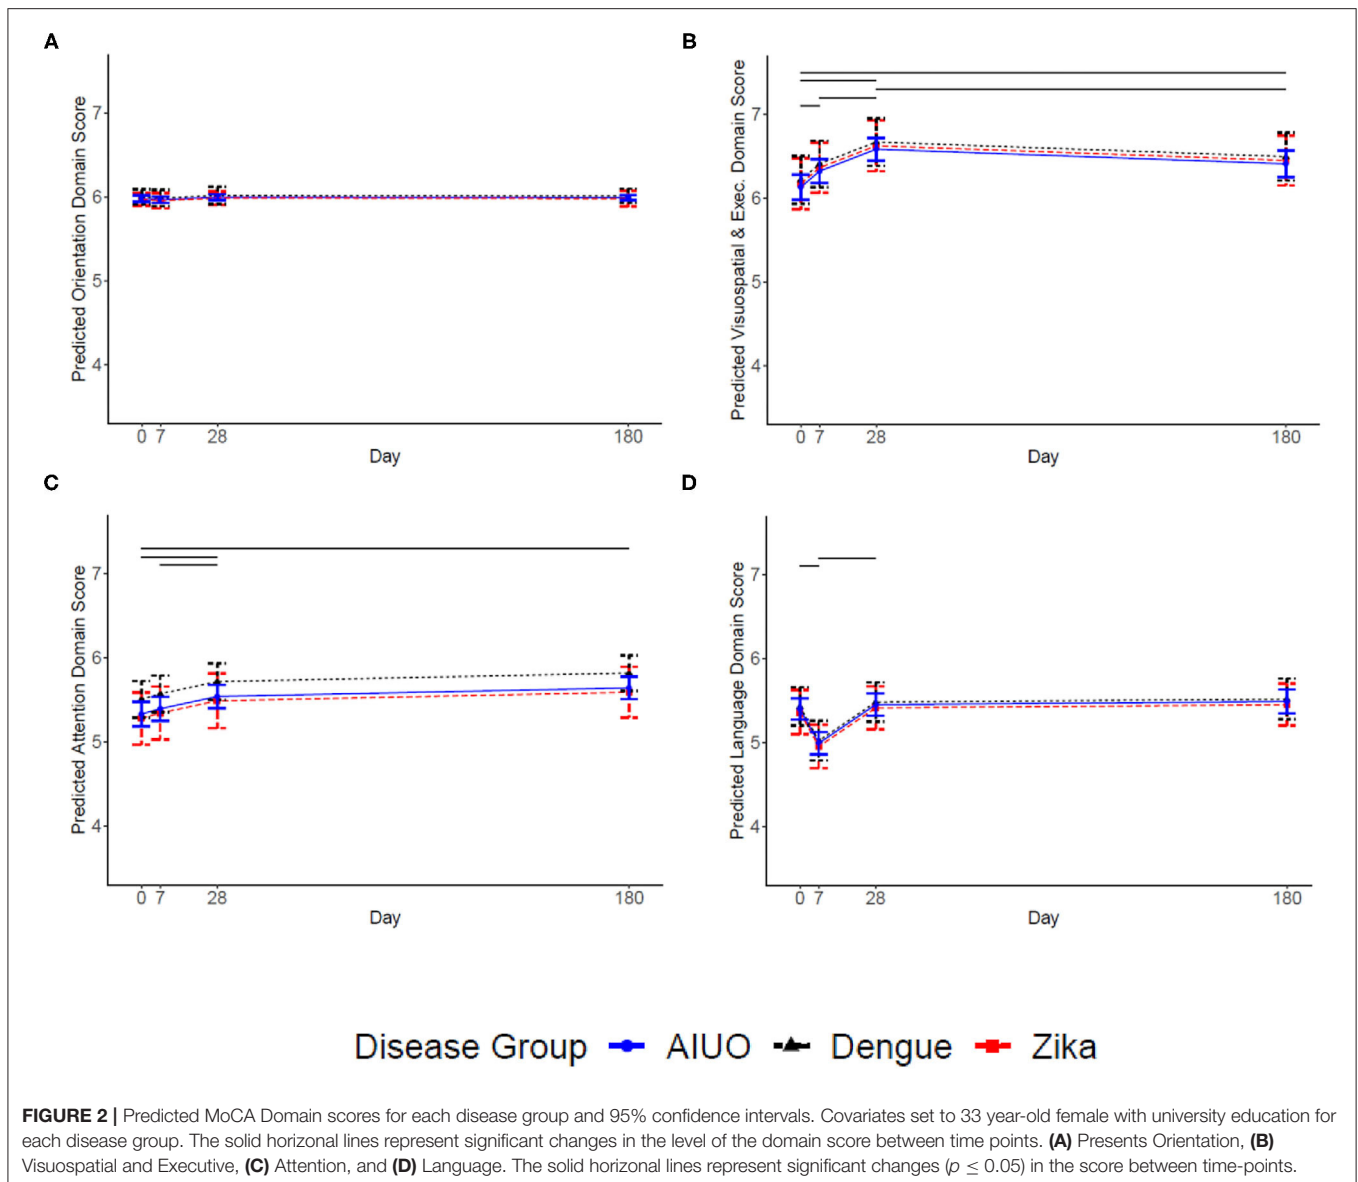 A
Predicted Orientation Domain Score
7
6
5
4
0 7 28 180
Day
B
Predicted Visuospatial & Exec. Domain Score
7
6
5
4
0 7 28 180
Day
C
Predicted Attention Domain Score
7
6
5
4
0 7 28 180
Day
D
Predicted Language Domain Score
7
6
5
4
0 7 28 180
Day
Disease Group AIUO Dengue Zika
FIGURE 2 | Predicted MoCA Domain scores for each disease group and 95% confidence intervals. Covariates set to 33 year-old female with university education for
each disease group. The solid horizonal lines represent significant changes in the level of the domain score between time points. (A) Presents Orientation, (B)
Visuospatial and Executive, (C) Attention, and (D) Language. The solid horizonal lines represent significant changes (p ≤ 0.05) in the score between time-points.